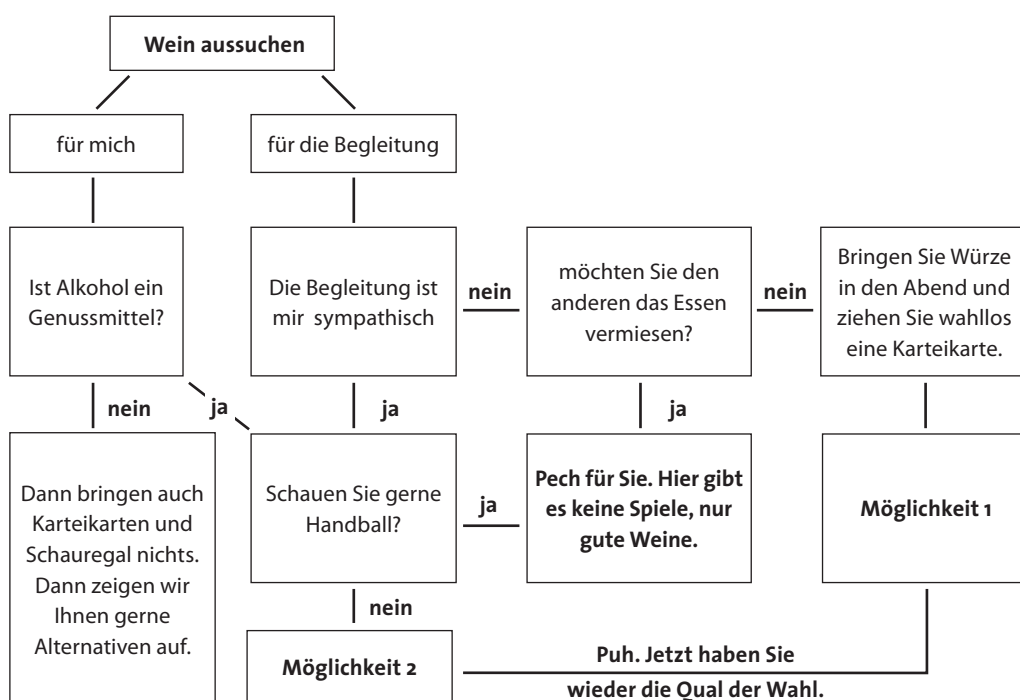 Wein aussuchen
für mich
für die Begleitung
Ist Alkohol ein
Genussmittel?
Die Begleitung ist
mir sympathisch
nein
möchten Sie den
anderen das Essen
vermiesen?
nein
Bringen Sie Würze
in den Abend und
ziehen Sie wahllos
eine Karteikarte.
nein
ja
ja
ja
Dann bringen auch
Karteikarten und
Schauregal nichts.
Dann zeigen wir
Ihnen gerne
Alternativen auf.
Schauen Sie gerne
Handball?
ja
Pech für Sie. Hier gibt
es keine Spiele, nur
gute Weine.
Möglichkeit 1
nein
Möglichkeit 2
Puh. Jetzt haben Sie
wieder die Qual der Wahl.